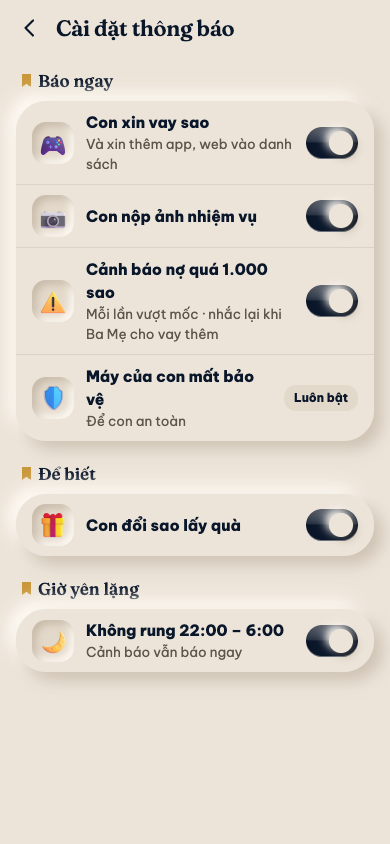 Cài đặt thông báo
Báo ngay
Con xin vay sao
Và xin thêm app, web vào danh
sách
Con nộp ảnh nhiệm vụ
Cảnh báo nợ quá 1.000
sao
Mỗi lần vượt mốc · nhắc lại khi
Ba Mẹ cho vay thêm
Máy của con mất bảo
vệ
Để con an toàn
Luôn bật
Để biết
Con đổi sao lấy quà
Giờ yên lặng
Không rung 22:00 – 6:00
Cảnh báo vẫn báo ngay